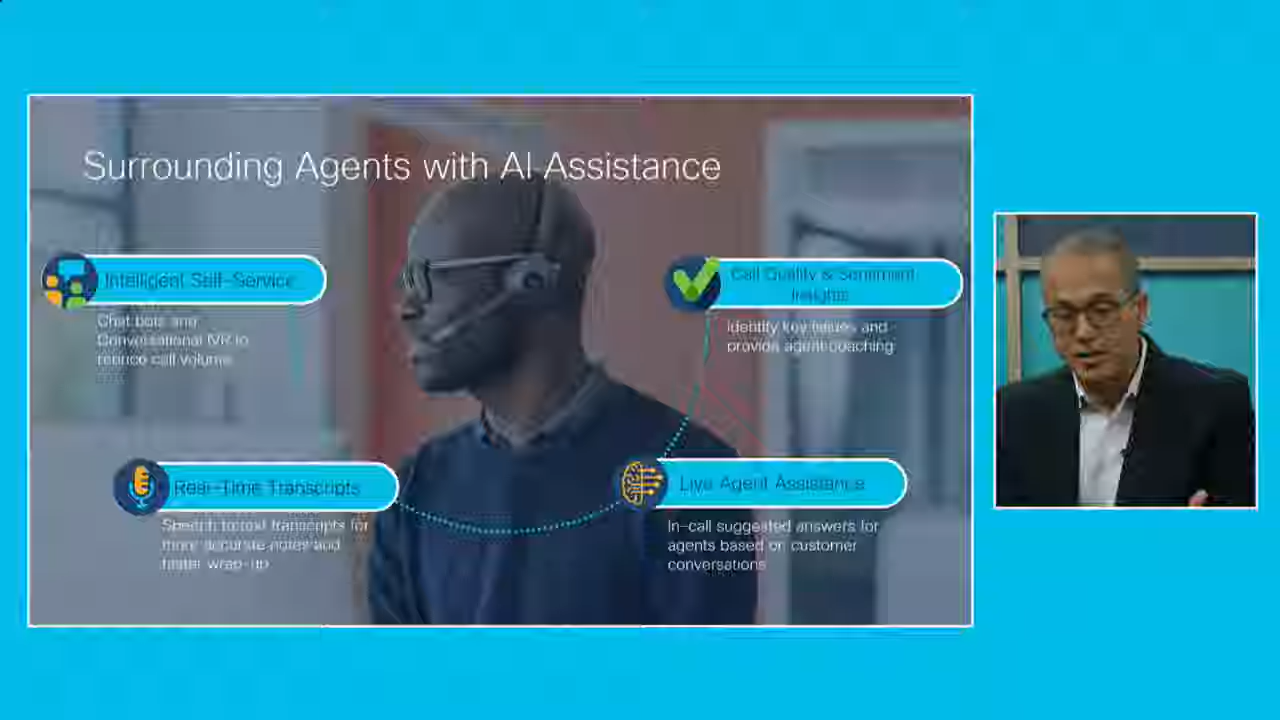 Surrounding Agents with AI Assistance
Intelligent Self-Service
Chat bots and
Conversational IVR to
reduce call volume
Call Quality & Sentiment
Insights
Identify key issues and
provide agent coaching
Real-Time Transcripts
Speech to text transcripts for
more accurate notes and
faster wrap-up
Live Agent Assistance
In-call suggested answers for
agents based on customer
conversations